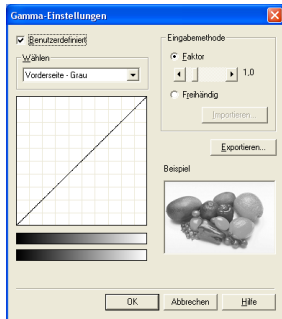 Gamma-Einstellungen
Benutzerdefiniert
Wählen
Vorderseite - Grau
Eingabemethode
Faktor
1,0
Freihändig
Importieren...
Exportieren...
Beispiel
OK
Abbrechen
Hilfe